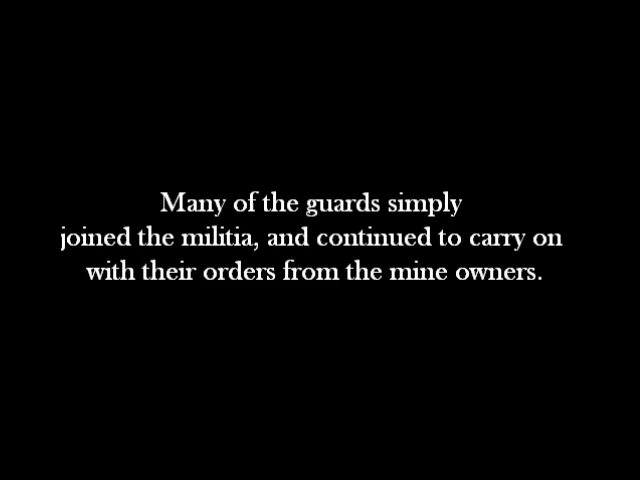 Many of the guards simply
joined the militia, and continued to carry on
with their orders from the mine owners.